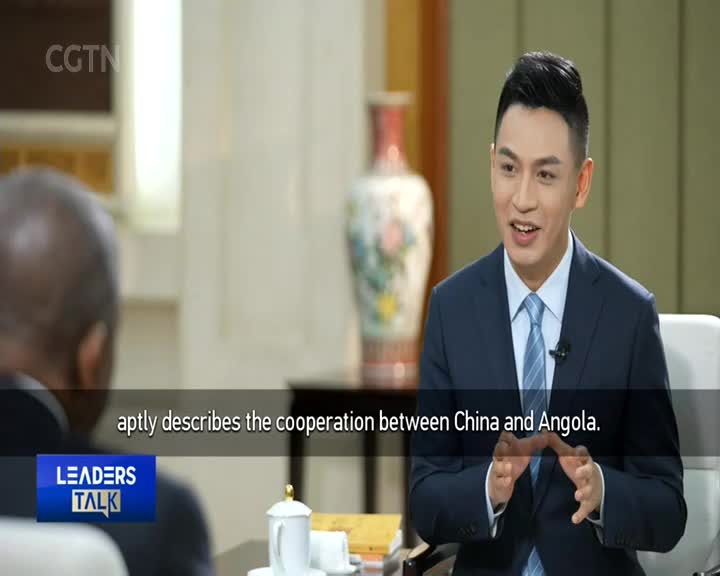 CGTN
aptly describes the cooperation between China and Angola.
LEADERS
TALK